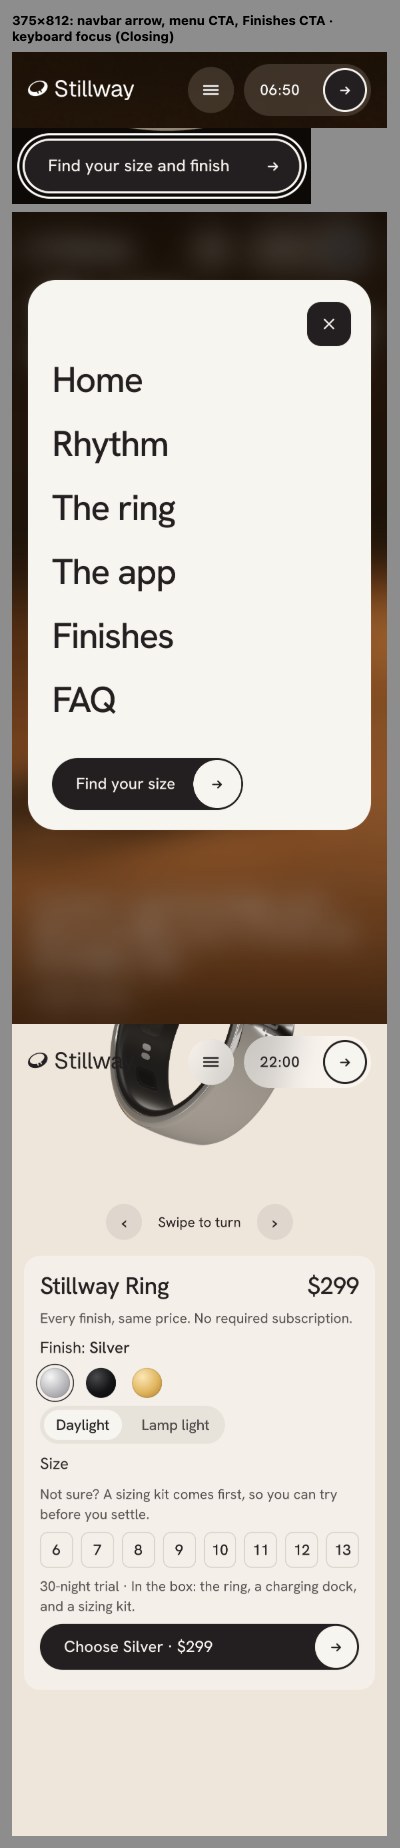 375×812: navbar arrow, menu CTA, Finishes CTA ·
keyboard focus (Closing)
Stillway
06:50
Find your size and finish
Home
Rhythm
The ring
The app
Finishes
FAQ
Find your size
Stillway
22:00
Swipe to turn
Stillway Ring
$299
Every finish, same price. No required subscription.
Finish: Silver
Daylight
Lamp light
Size
Not sure? A sizing kit comes first, so you can try
before you settle.
6 7 8 9 10 11 12 13
30-night trial · In the box: the ring, a charging dock,
and a sizing kit.
Choose Silver · $299